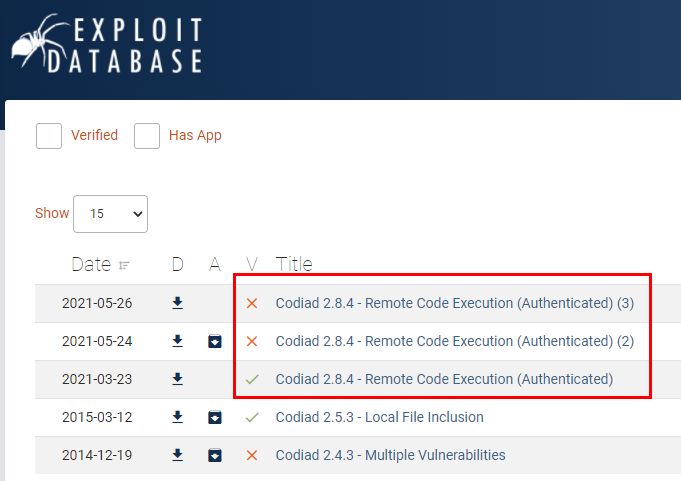 EXPLOIT
DATABASE
Verified Has App
Show 15
Date D A V Title
2021-05-26 Codiad 2.8.4 - Remote Code Execution (Authenticated) (3)
2021-05-24 Codiad 2.8.4 - Remote Code Execution (Authenticated) (2)
2021-03-23 Codiad 2.8.4 - Remote Code Execution (Authenticated)
2015-03-12 Codiad 2.5.3 - Local File Inclusion
2014-12-19 Codiad 2.4.3 - Multiple Vulnerabilities